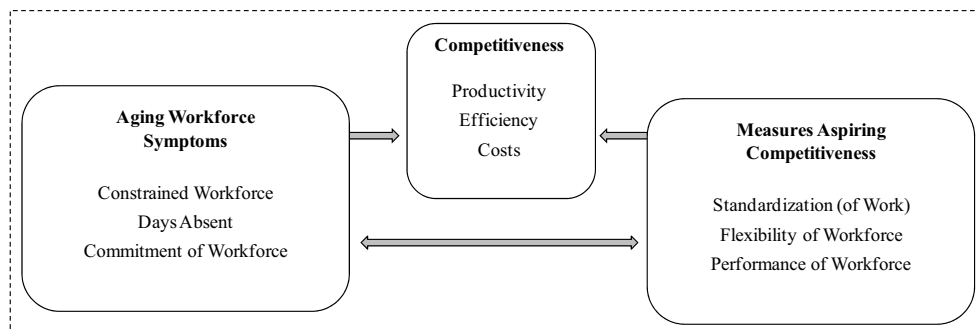 Competitiveness
Productivity
Efficiency
Costs
Aging Workforce
Symptoms
Constrained Workforce
Days Absent
Commitment of Workforce
Measures Aspiring
Competitiveness
Standardization (of Work)
Flexibility of Workforce
Performance of Workforce